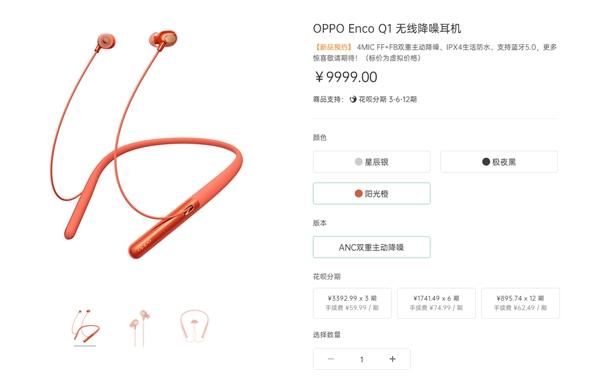 OPPO Enco Q1 无线降噪耳机
【新品预约】 4MIC FF+FB双重主动降噪、IPX4生活防水、支持蓝牙5.0，更多
惊喜敬请期待！（标价为虚拟价格）
￥9999.00
商品支持： 花呗分期 3-6-12期
颜色
星辰银
极夜黑
阳光橙
版本
ANC双重主动降噪
花呗分期
¥3392.99 x 3 期
手续费 ¥59.99 / 期
¥1741.49 x 6 期
手续费 ¥74.99 / 期
¥895.74 x 12 期
手续费 ¥62.49 / 期
选择数量
− 1 +
oppo